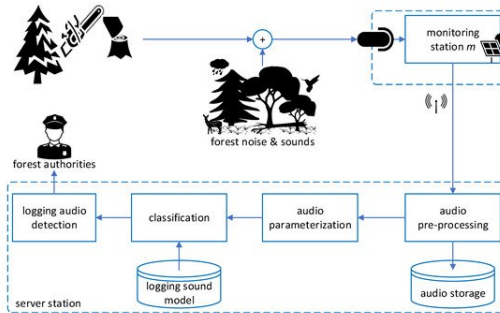 +
monitoring
station m
forest noise & sounds
forest authorities
logging audio
detection
classification
audio
parameterization
audio
pre-processing
logging sound
model
audio storage
server station